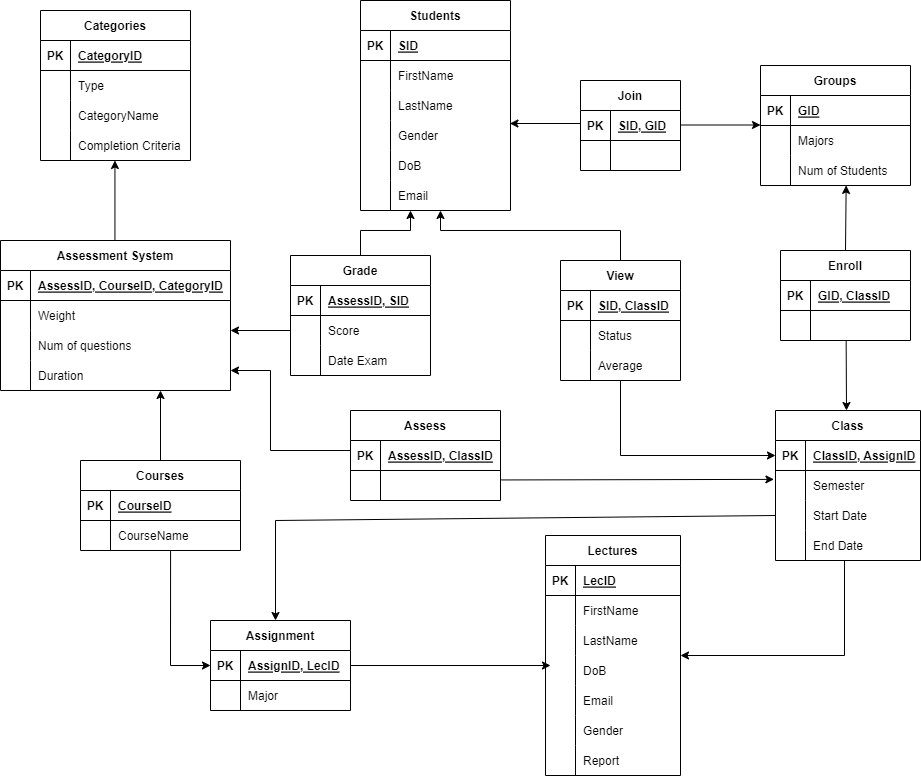 Categories
PK CategoryID
Type
CategoryName
Completion Criteria
Students
PK SID
FirstName
LastName
Gender
DoB
Email
Join
PK SID, GID
Groups
PK GID
Majors
Num of Students
Assessment System
PK AssessID, CourseID, CategoryID
Weight
Num of questions
Duration
Grade
PK AssessID, SID
Score
Date Exam
View
PK SID, ClassID
Status
Average
Enroll
PK GID, ClassID
Assess
PK AssessID, ClassID
Class
PK ClassID, AssignID
Semester
Start Date
End Date
Courses
PK CourseID
CourseName
Lectures
PK LecID
FirstName
LastName
DoB
Email
Gender
Report
Assignment
PK AssignID, LecID
Major